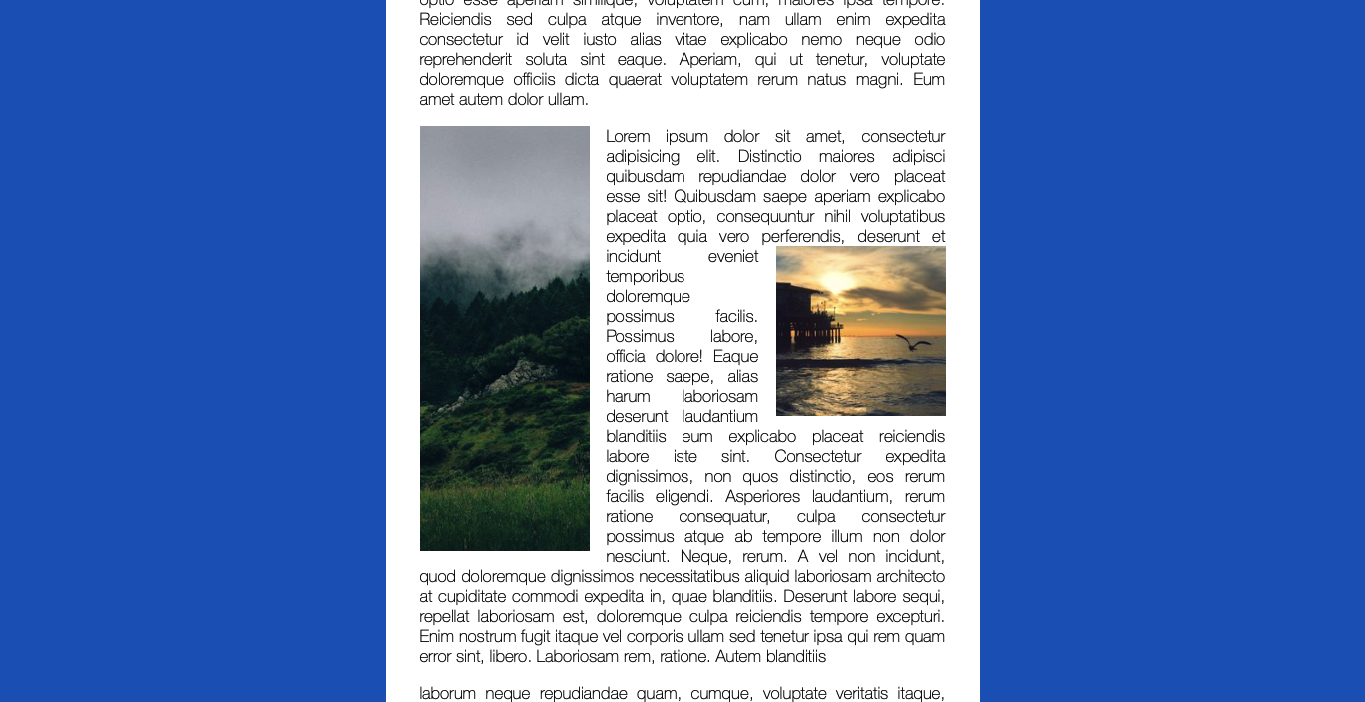 optio esse aperiam similique, voluptatem cum, maiores ipsa tempore.
Reiciendis sed culpa atque inventore, nam ullam enim expedita
consectetur id velit iusto alias vitae explicabo nemo neque odio
reprehenderit soluta sint eaque. Aperiam, qui ut tenetur, voluptate
doloremque officiis dicta quaerat voluptatem rerum natus magni. Eum
amet autem dolor ullam.
Lorem ipsum dolor sit amet, consectetur
adipisicing elit. Distinctio maiores adipisci
quibusdam repudiandae dolor vero placeat
esse sit! Quibusdam saepe aperiam explicabo
placeat optio, consequuntur nihil voluptatibus
expedita quia vero perferendis, deserunt et
incidunt eveniet
temporibus
doloremque
possimus facilis.
Possimus labore,
officia dolore! Eaque
ratione saepe, alias
harum laboriosam
deserunt laudantium
blanditiis eum explicabo placeat reiciendis
labore iste sint. Consectetur expedita
dignissimos, non quos distinctio, eos rerum
facilis eligendi. Asperiores laudantium, rerum
ratione consequatur, culpa consectetur
possimus atque ab tempore illum non dolor
nesciunt. Neque, rerum. A vel non incidunt,
quod doloremque dignissimos necessitatibus aliquid laboriosam architecto
at cupiditate commodi expedita in, quae blanditiis. Deserunt labore sequi,
repellat laboriosam est, doloremque culpa reiciendis tempore excepturi.
Enim nostrum fugit itaque vel corporis ullam sed tenetur ipsa qui rem quam
error sint, libero. Laboriosam rem, ratione. Autem blanditiis
laborum neque repudiandae quam, cumque, voluptate veritatis itaque,